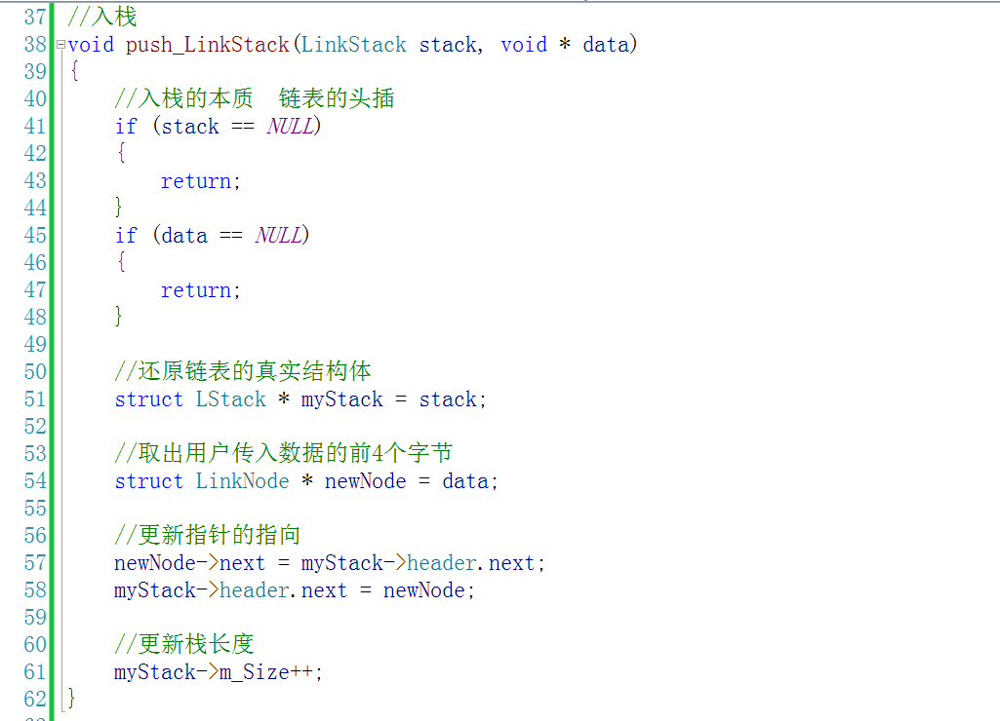 37 //入栈
38 void push_LinkStack(LinkStack stack, void * data)
39 {
40     //入栈的本质  链表的头插
41     if (stack == NULL)
42     {
43         return;
44     }
45     if (data == NULL)
46     {
47         return;
48     }
49
50     //还原链表的真实结构体
51     struct LStack * myStack = stack;
52
53     //取出用户传入数据的前4个字节
54     struct LinkNode * newNode = data;
55
56     //更新指针的指向
57     newNode->next = myStack->header.next;
58     myStack->header.next = newNode;
59
60     //更新栈长度
61     myStack->m_Size++;
62 }